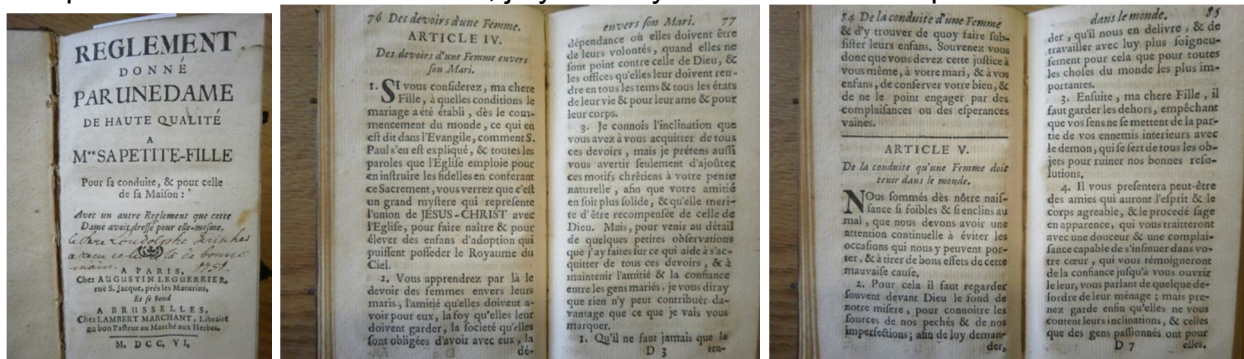 REGLEMENT
DONNÉ
PAR UNE DAME
DE HAUTE QUALITÉ
A
M** SA PETITE-FILLE
Pour sa conduite, & pour celle
de sa Maison:
Avec un autre Reglement que cette
Dame avoit dressé pour elle-mesme.
A PARIS,
Chez AUGUSTIN LEGUERRIER,
ruë S. Jacque, prés les Maturins,
Et se Vend
A BRUSSELLES,
Chez LAMBERT MARCHANT, Libraire
au bon Pasteur au Marché aux Herbes.
M. DCC, VI,
76 Des devoirs d'une Femme.
ARTICLE IV.
Des devoirs d'une Femme envers
son Mari.
1. SI vous considerez, ma chere
Fille, à quelles conditions le
mariage a été établi, dès le com-
mencement du monde, ce qui en
est dit dans l'Evangile, comment S.
Paul s'en est expliqué, & toutes les
paroles que l'Eglise emploie pour
en instruire les fidelles en conferant
ce Sacrement, vous verrez que c'est
un grand mystere qui represente
l'union de JESUS-CHRIST avec
l'Eglise, pour faire naître & pour
élever des enfans d'adoption qui
puissent posseder le Royaume du
Ciel.
2. Vous apprendrez par là le
devoir des femmes envers leurs
maris, l'amitié qu'elles doivent a-
voir pour eux, la foy qu'elles leur
doivent garder, la societé qu'elles
sont obligées d'avoir avec eux, la
dé-
envers son Mari. 77
dépendance où elles doivent être
de leurs volontés, quand elles ne
sont point contre celle de Dieu, &
les offices qu'elles leur doivent ren-
dre en tous les tems & tous les états
de leur vie & pour leur ame & pour
leur corps.
3. Je connois l'inclination que
vous avez à vous acquitter de tous
ces devoirs, mais je prétens aussi
vous avertir seulement d'ajoûter
ces motifs chrétiens à votre pente
naturelle, afin que votre amitié
en soit plus solide, & qu'elle meri-
te d'être recompensée de celle de
Dieu. Mais, pour venir au détail
de quelques petites observations
que j'ay faites sur ce qui aide à s'ac-
quitter de tous ces devoirs, & à
maintenir l'amitié & la confiance
entre les gens mariés, je vous diray
que rien n'y peut contribuer da-
vantage que ce que je vais vous
marquer.
1. Qu'il ne faut jamais que la
D 3 ten-
84 De la conduite d'une Femme
& d'y trouver de quoy faire sub-
sister leurs enfans. Souvenez vous
donc que vous devez cette justice à
vous même, à votre mari, & à vos
enfans, de conserver votre bien, &
de ne le point engager par des
complaisances ou des esperances
vaines.
ARTICLE V.
De la conduite qu'une Femme doit
tenir dans le monde.
NOus sommés dès nôtre nais-
sance si foibles & si enclins au
mal, que nous devons avoir une
attention continuelle à éviter les
occasions qui nous y peuvent por-
ter, & à tirer de bons effets de cette
mauvaise cause.
2. Pour cela il faut regarder
souvent devant Dieu le fond de
notre misere, pour connoitre les
sources de nos pechés & de nos
imperfections; afin de luy deman-
der,
dans le monde. 85
der, qu'il nous en delivre, & de
travailler avec luy plus soigneu-
sement pour cela que pour toutes
les choses du monde les plus im-
portantes.
3. Ensuite, ma chere Fille, il
faut garder les dehors, empêchant
que vos sens ne se mettent de la par-
tie de vos ennemis interieurs avec
le demon, qui se sert de tous les ob-
jets pour ruiner nos bonnes reso-
lutions.
4. Il vous presentera peut-être
des amies qui auront l'esprit & le
corps agreable, & le procedé sage
en apparence, qui vous traitteront
avec une douceur & une complai-
sance capable de s'insinuer dans vo-
tre cœur, qui vous rémoigneront
de la confiance jusqu'à vous ouvrir
le leur, vous parlant de quelque de-
sordre de leur ménage; mais pre-
nez garde enfin qu'elles ne vous
content leurs inclinations, & celles
que des gens passionnés ont pour
D 7 elles.